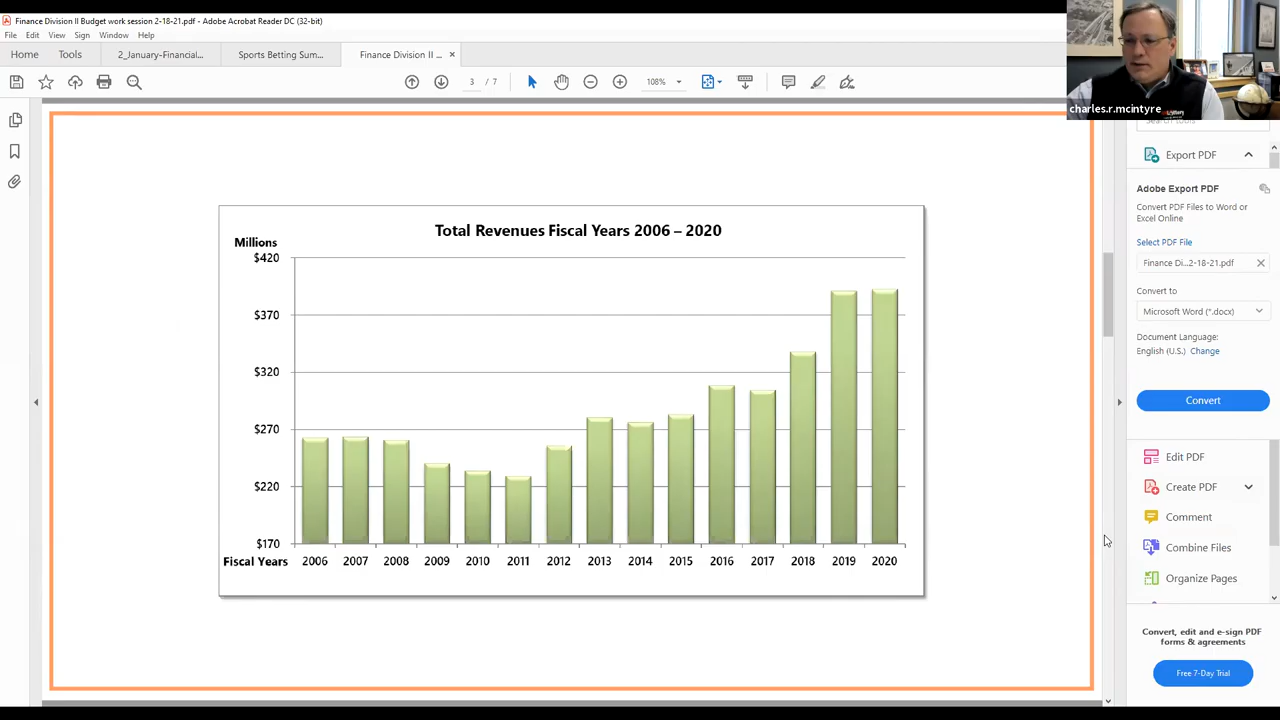 Finance Division II Budget work session 2-18-21.pdf - Adobe Acrobat Reader DC (32-bit)
File Edit View Sign Window Help
Home Tools 2_January-Financial... Sports Betting Sum... Finance Division II ... ×
3 / 7 108%
charles.r.mcintyre
Search tools
Export PDF
Adobe Export PDF
Convert PDF Files to Word or
Excel Online
Select PDF File
Finance Di...2-18-21.pdf
Convert to
Microsoft Word (*.docx)
Document Language:
English (U.S.) Change
Convert
Edit PDF
Create PDF
Comment
Combine Files
Organize Pages
Convert, edit and e-sign PDF
forms & agreements
Free 7-Day Trial
Total Revenues Fiscal Years 2006 – 2020
Millions
$420
$370
$320
$270
$220
$170
Fiscal Years 2006 2007 2008 2009 2010 2011 2012 2013 2014 2015 2016 2017 2018 2019 2020